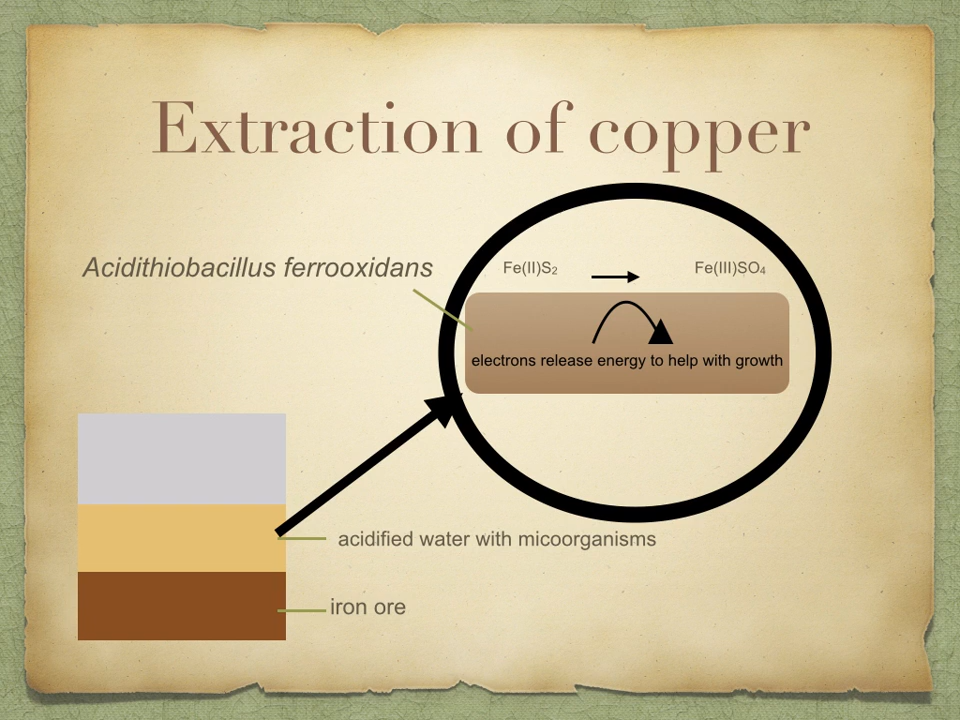 Extraction of copper
Acidithiobacillus ferrooxidans
Fe(II)S₂
Fe(III)SO₄
electrons release energy to help with growth
acidified water with micoorganisms
iron ore